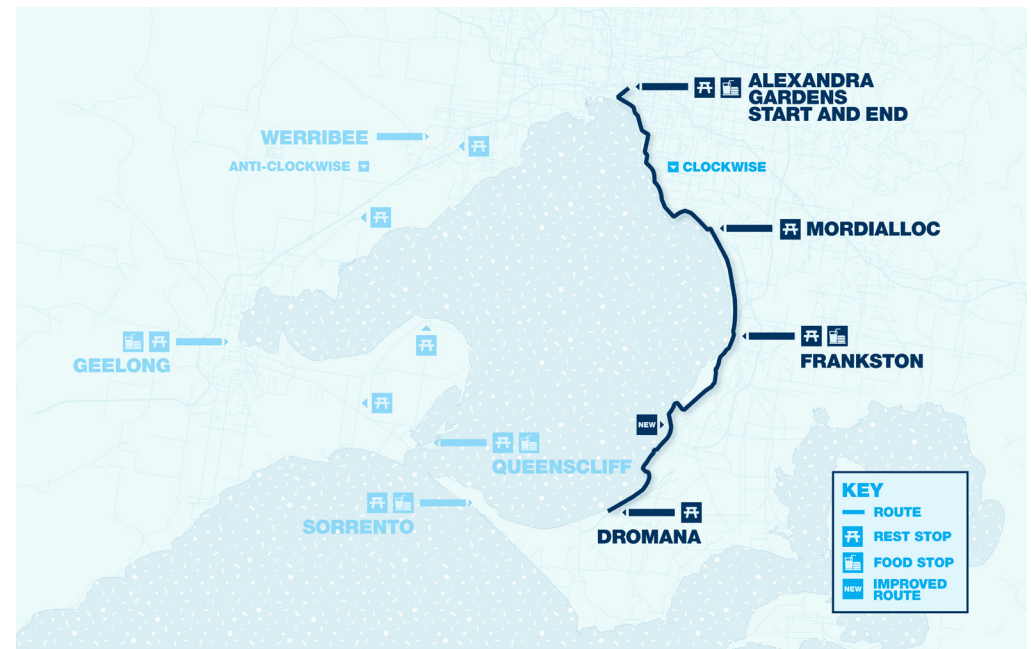 ALEXANDRA
GARDENS
START AND END
WERRIBEE
ANTI-CLOCKWISE
CLOCKWISE
MORDIALLOC
GEELONG
FRANKSTON
NEW
QUEENSCLIFF
SORRENTO
DROMANA
KEY
ROUTE
REST STOP
FOOD STOP
NEW
IMPROVED
ROUTE